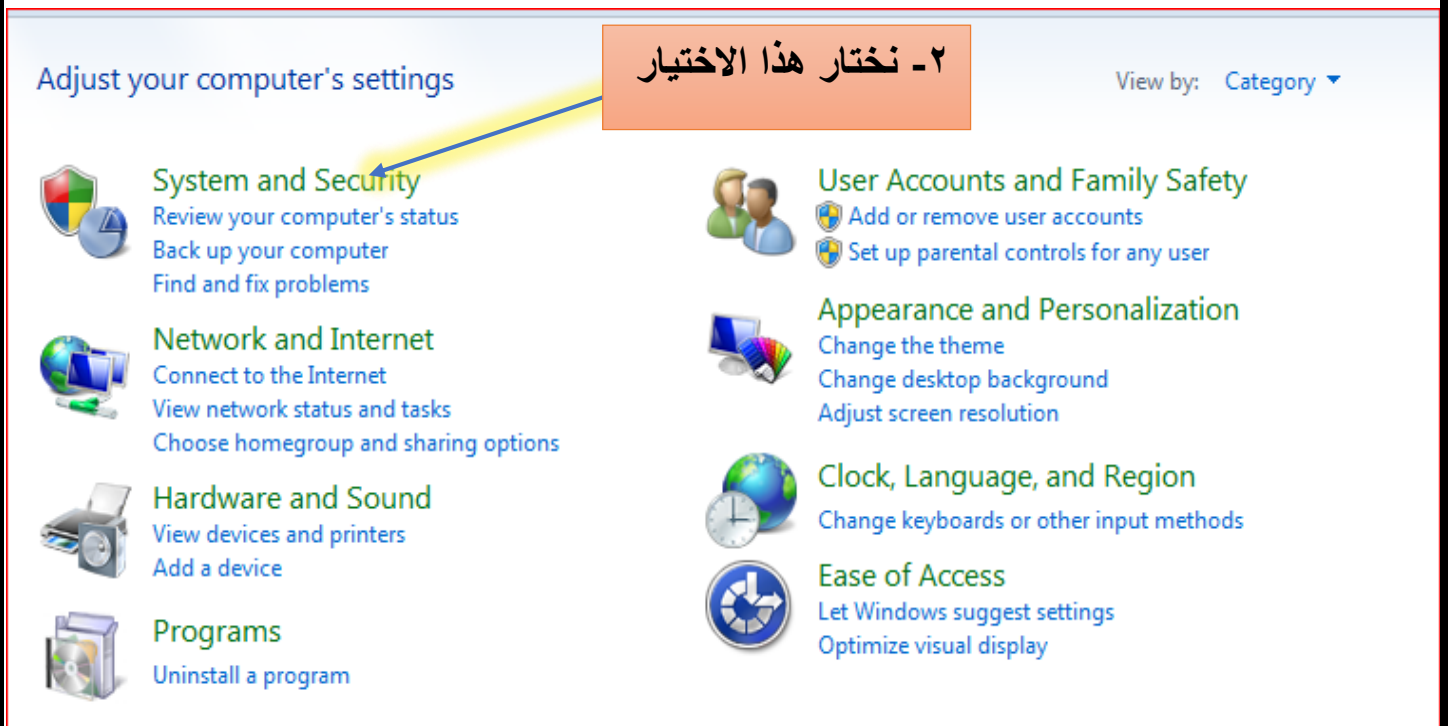 ٢- نختار هذا الاختيار
Adjust your computer's settings
View by: Category
System and Security
Review your computer's status
Back up your computer
Find and fix problems
Network and Internet
Connect to the Internet
View network status and tasks
Choose homegroup and sharing options
Hardware and Sound
View devices and printers
Add a device
Programs
Uninstall a program
User Accounts and Family Safety
Add or remove user accounts
Set up parental controls for any user
Appearance and Personalization
Change the theme
Change desktop background
Adjust screen resolution
Clock, Language, and Region
Change keyboards or other input methods
Ease of Access
Let Windows suggest settings
Optimize visual display